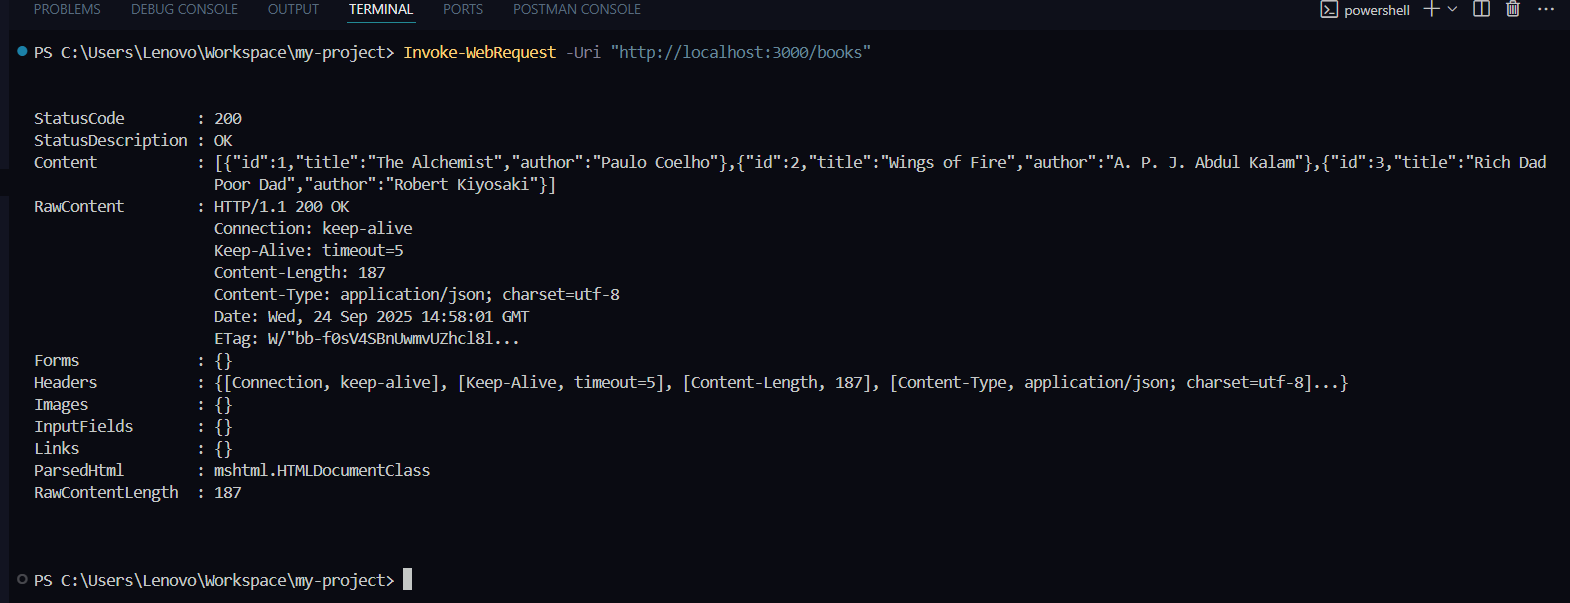 PROBLEMS DEBUG CONSOLE OUTPUT TERMINAL PORTS POSTMAN CONSOLE powershell
PS C:\Users\Lenovo\Workspace\my-project> Invoke-WebRequest -Uri "http://localhost:3000/books"
StatusCode : 200
StatusDescription : OK
Content : [{"id":1,"title":"The Alchemist","author":"Paulo Coelho"},{"id":2,"title":"Wings of Fire","author":"A. P. J. Abdul Kalam"},{"id":3,"title":"Rich Dad
Poor Dad","author":"Robert Kiyosaki"}]
RawContent : HTTP/1.1 200 OK
Connection: keep-alive
Keep-Alive: timeout=5
Content-Length: 187
Content-Type: application/json; charset=utf-8
Date: Wed, 24 Sep 2025 14:58:01 GMT
ETag: W/"bb-f0sV4SBnUwmvUZhcl8l...
Forms : {}
Headers : {[Connection, keep-alive], [Keep-Alive, timeout=5], [Content-Length, 187], [Content-Type, application/json; charset=utf-8]...}
Images : {}
InputFields : {}
Links : {}
ParsedHtml : mshtml.HTMLDocumentClass
RawContentLength : 187
PS C:\Users\Lenovo\Workspace\my-project>